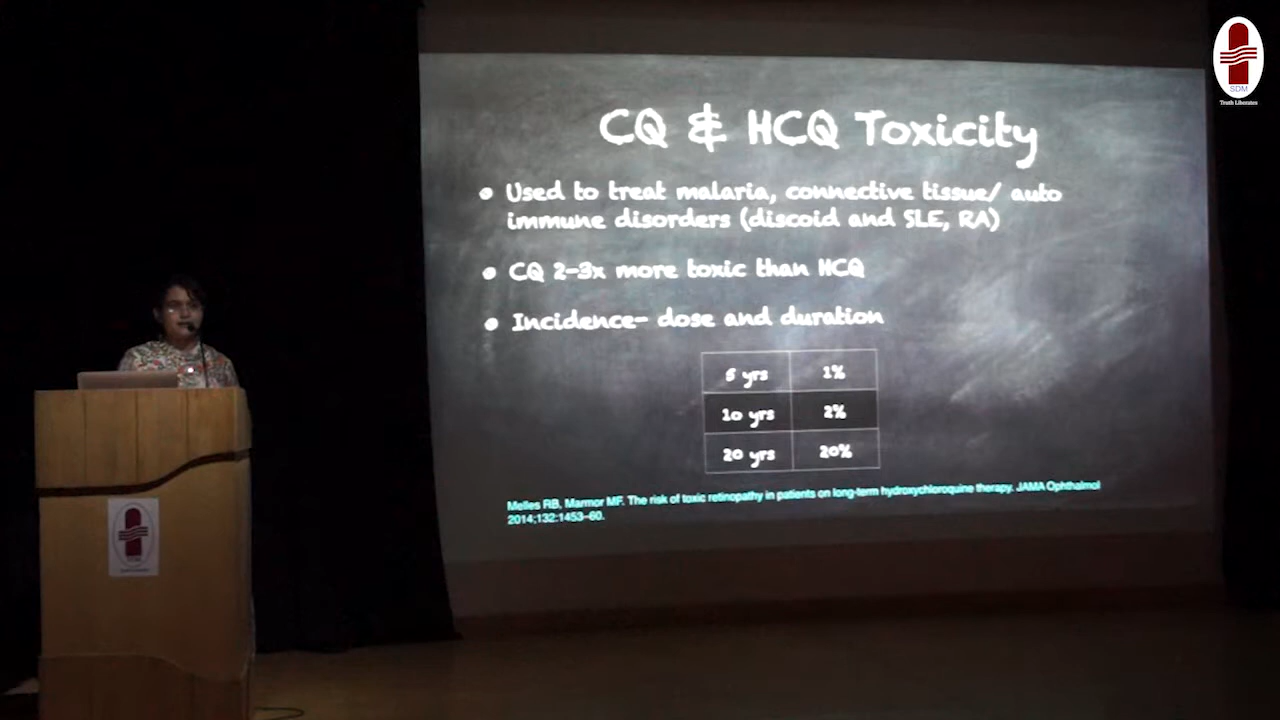 SDM
Truth Liberates
CQ & HCQ Toxicity
• Used to treat malaria, connective tissue/ auto
immune disorders (discoid and SLE, RA)
• CQ 2-3x more toxic than HCQ
• Incidence- dose and duration
5 yrs 1%
10 yrs 2%
20 yrs 20%
Melles RB, Marmor MF. The risk of toxic retinopathy in patients on long-term hydroxychloroquine therapy. JAMA Ophthalmol
2014;132:1453–60.